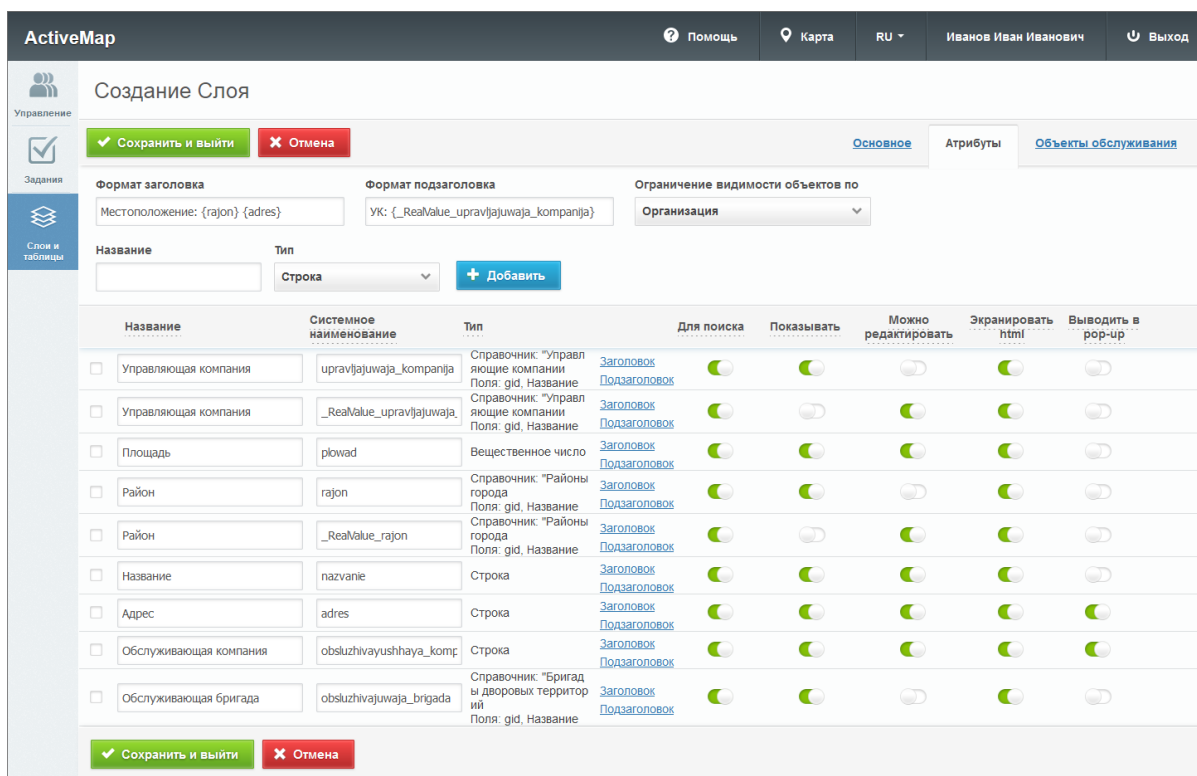 ActiveMap
Помощь
Карта
RU
Иванов Иван Иванович
Выход
Управление
Задания
Слои и
таблицы
Создание Слоя
Сохранить и выйти
Отмена
Основное
Атрибуты
Объекты обслуживания
Формат заголовка
Формат подзаголовка
Ограничение видимости объектов по
Местоположение: {rajon} {adres}
УК: {_RealValue_upravljajuwaja_kompanija}
Организация
Название
Тип
Строка
Добавить
Название
Системное
наименование
Тип
Для поиска
Показывать
Можно
редактировать
Экранировать
html
Выводить в
pop-up
Управляющая компания
upravljajuwaja_kompanija
Справочник: "Управл
яющие компании
Поля: gid, Название
Заголовок
Подзаголовок
Управляющая компания
_RealValue_upravljajuwaja_
Справочник: "Управл
яющие компании
Поля: gid, Название
Заголовок
Подзаголовок
Площадь
plowad
Вещественное число
Заголовок
Подзаголовок
Район
rajon
Справочник: "Районы
города
Поля: gid, Название
Заголовок
Подзаголовок
Район
_RealValue_rajon
Справочник: "Районы
города
Поля: gid, Название
Заголовок
Подзаголовок
Название
nazvanie
Строка
Заголовок
Подзаголовок
Адрес
adres
Строка
Заголовок
Подзаголовок
Обслуживающая компания
obsluzhivayushhaya_komp
Строка
Заголовок
Подзаголовок
Обслуживающая бригада
obsluzhivajuwaja_brigada
Справочник: "Бригад
ы дворовых территор
ий
Поля: gid, Название
Заголовок
Подзаголовок
Сохранить и выйти
Отмена